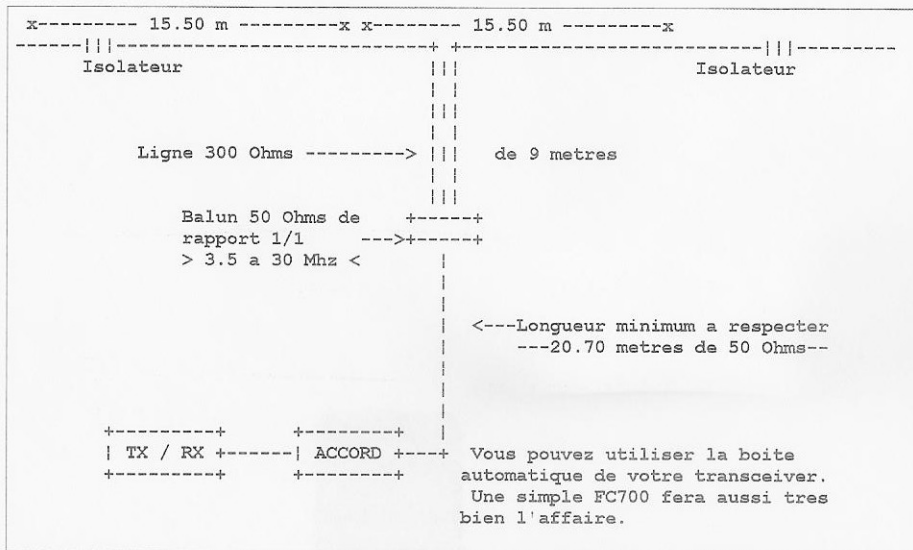 x--------- 15.50 m ----------x x-------- 15.50 m ---------x
------|||--------------------------------+ +-------------------------------|||----------
Isolateur ||| Isolateur
Ligne 300 Ohms ---------> ||| de 9 metres
Balun 50 Ohms de +-----+
rapport 1/1 --->+-----+
> 3.5 a 30 Mhz <
<---Longueur minimum a respecter
---20.70 metres de 50 Ohms--
+----------+ +--------+
| TX / RX +------| ACCORD +---+ Vous pouvez utiliser la boite
+----------+ +--------+ automatique de votre transceiver.
Une simple FC700 fera aussi tres
bien l'affaire.